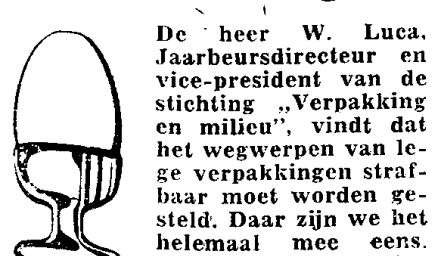 De heer W. Luca,
Jaarbeursdirecteur en
vice-president van de
stichting „Verpakking
en milieu”, vindt dat
het wegwerpen van le-
ge verpakkingen straf-
baar moet worden ge-
steld. Daar zijn we het
helemaal mee eens.